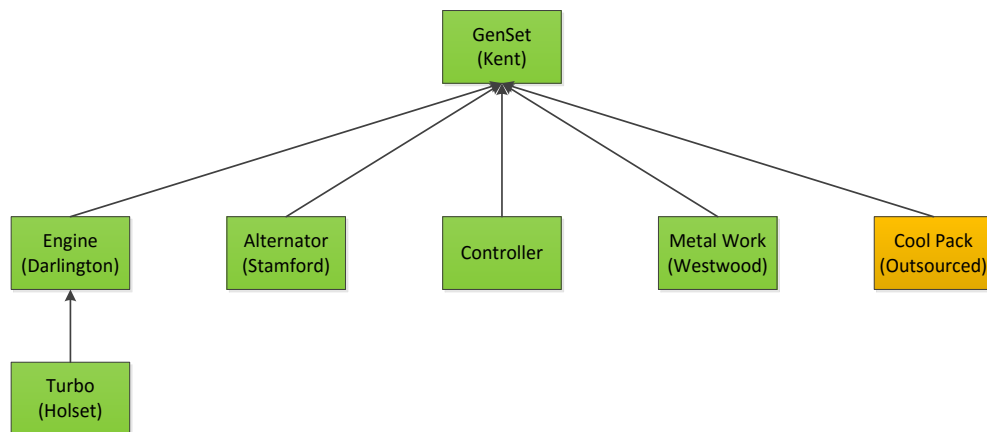 GenSet
(Kent)
Engine
(Darlington)
Alternator
(Stamford)
Controller
Metal Work
(Westwood)
Cool Pack
(Outsourced)
Turbo
(Holset)